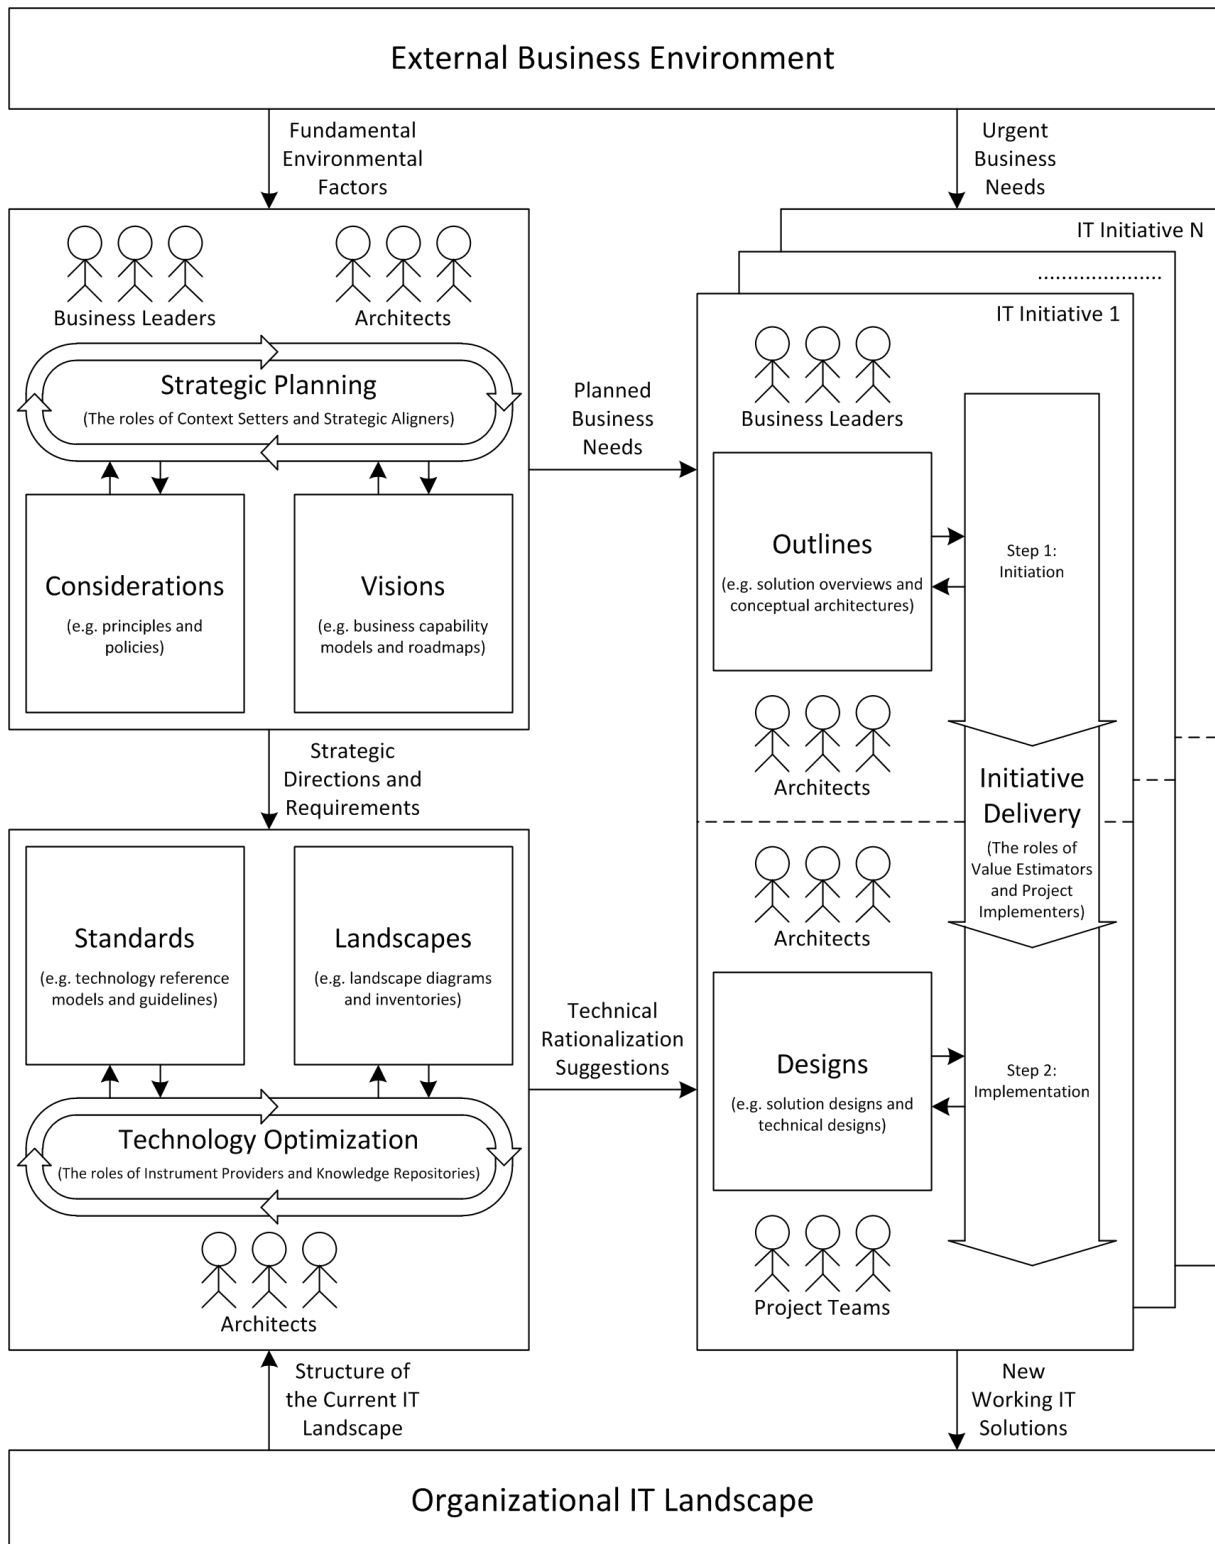 External Business Environment
Fundamental
Environmental
Factors
Urgent
Business
Needs
IT Initiative N
.....................
IT Initiative 1
Business Leaders
Architects
Strategic Planning
(The roles of Context Setters and Strategic Aligners)
Considerations
(e.g. principles and
policies)
Visions
(e.g. business capability
models and roadmaps)
Planned
Business
Needs
Business Leaders
Outlines
(e.g. solution overviews and
conceptual architectures)
Step 1:
Initiation
Architects
Strategic
Directions and
Requirements
Initiative
Delivery
(The roles of
Value Estimators
and Project
Implementers)
Standards
(e.g. technology reference
models and guidelines)
Landscapes
(e.g. landscape diagrams
and inventories)
Technology Optimization
(The roles of Instrument Providers and Knowledge Repositories)
Architects
Technical
Rationalization
Suggestions
Architects
Designs
(e.g. solution designs and
technical designs)
Step 2:
Implementation
Project Teams
Structure of
the Current IT
Landscape
New
Working IT
Solutions
Organizational IT Landscape